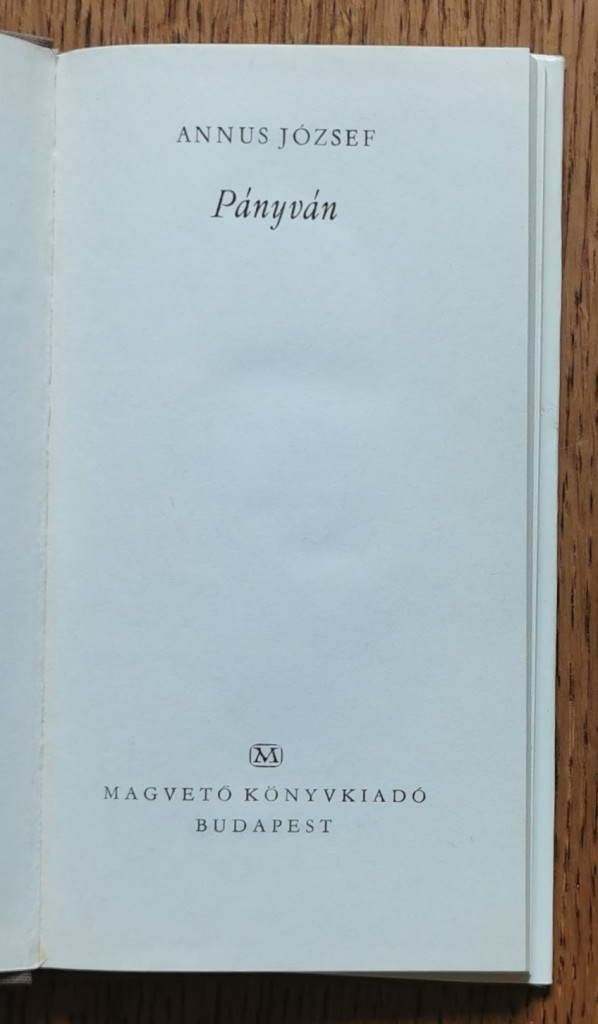 ANNUS JÓZSEF
Pányván
M
MAGVETŐ KÖNYVKIADÓ
BUDAPEST